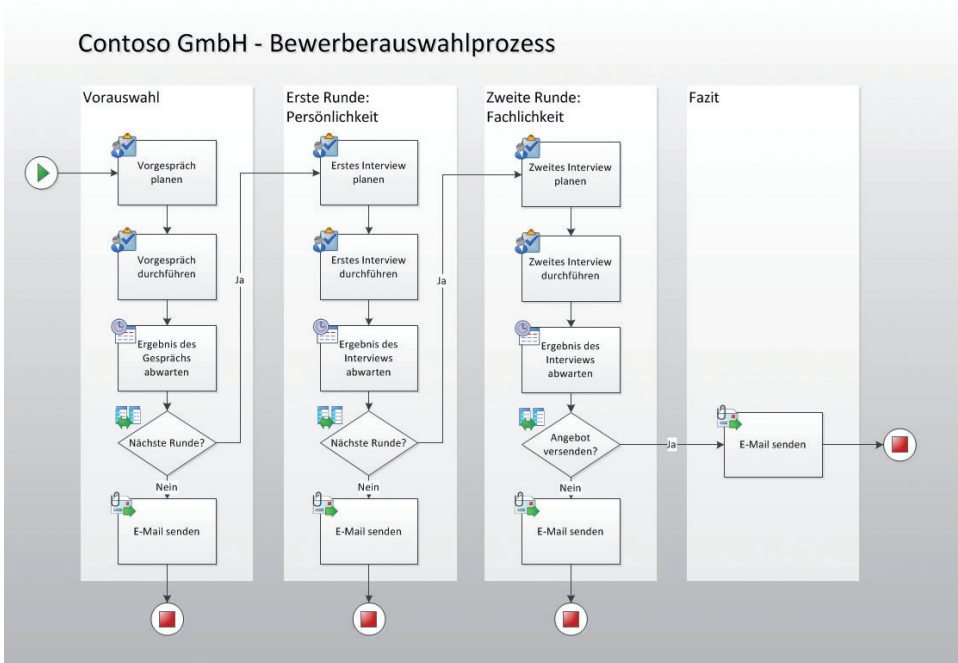 Contoso GmbH - Bewerberauswahlprozess
Vorauswahl
Vorgespräch
planen
Vorgespräch
durchführen
Ergebnis des
Gesprächs
abwarten
Nächste Runde?
Ja
Nein
E-Mail senden
Erste Runde:
Persönlichkeit
Erstes Interview
planen
Erstes Interview
durchführen
Ergebnis des
Interviews
abwarten
Nächste Runde?
Ja
Nein
E-Mail senden
Zweite Runde:
Fachlichkeit
Zweites Interview
planen
Zweites Interview
durchführen
Ergebnis des
Interviews
abwarten
Angebot
versenden?
Ja
Nein
E-Mail senden
Fazit
E-Mail senden